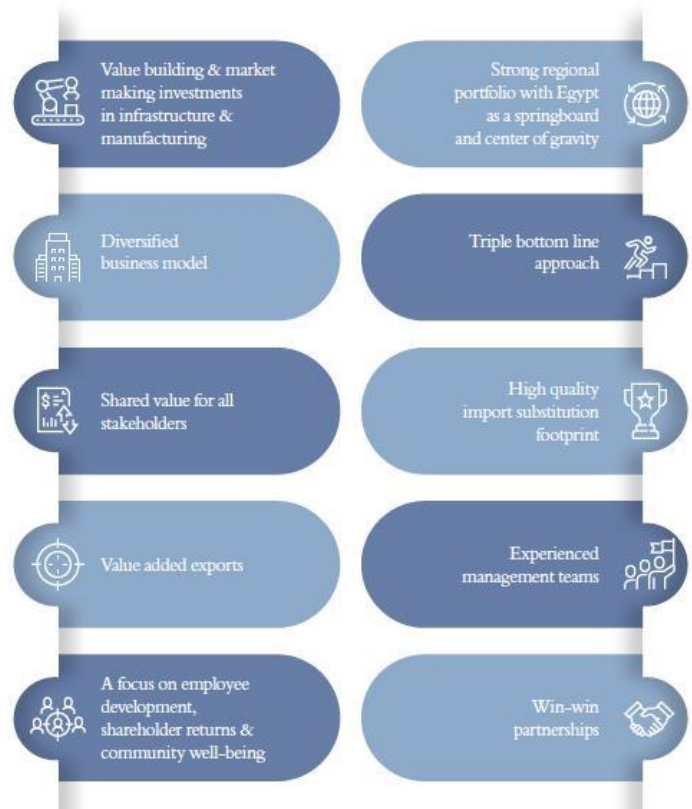 Value building & market
making investments
in infrastructure &
manufacturing
Strong regional
portfolio with Egypt
as a springboard
and center of gravity
Diversified
business model
Triple bottom line
approach
Shared value for all
stakeholders
High quality
import substitution
footprint
Value added exports
Experienced
management teams
A focus on employee
development,
shareholder returns &
community well-being
Win-win
partnerships